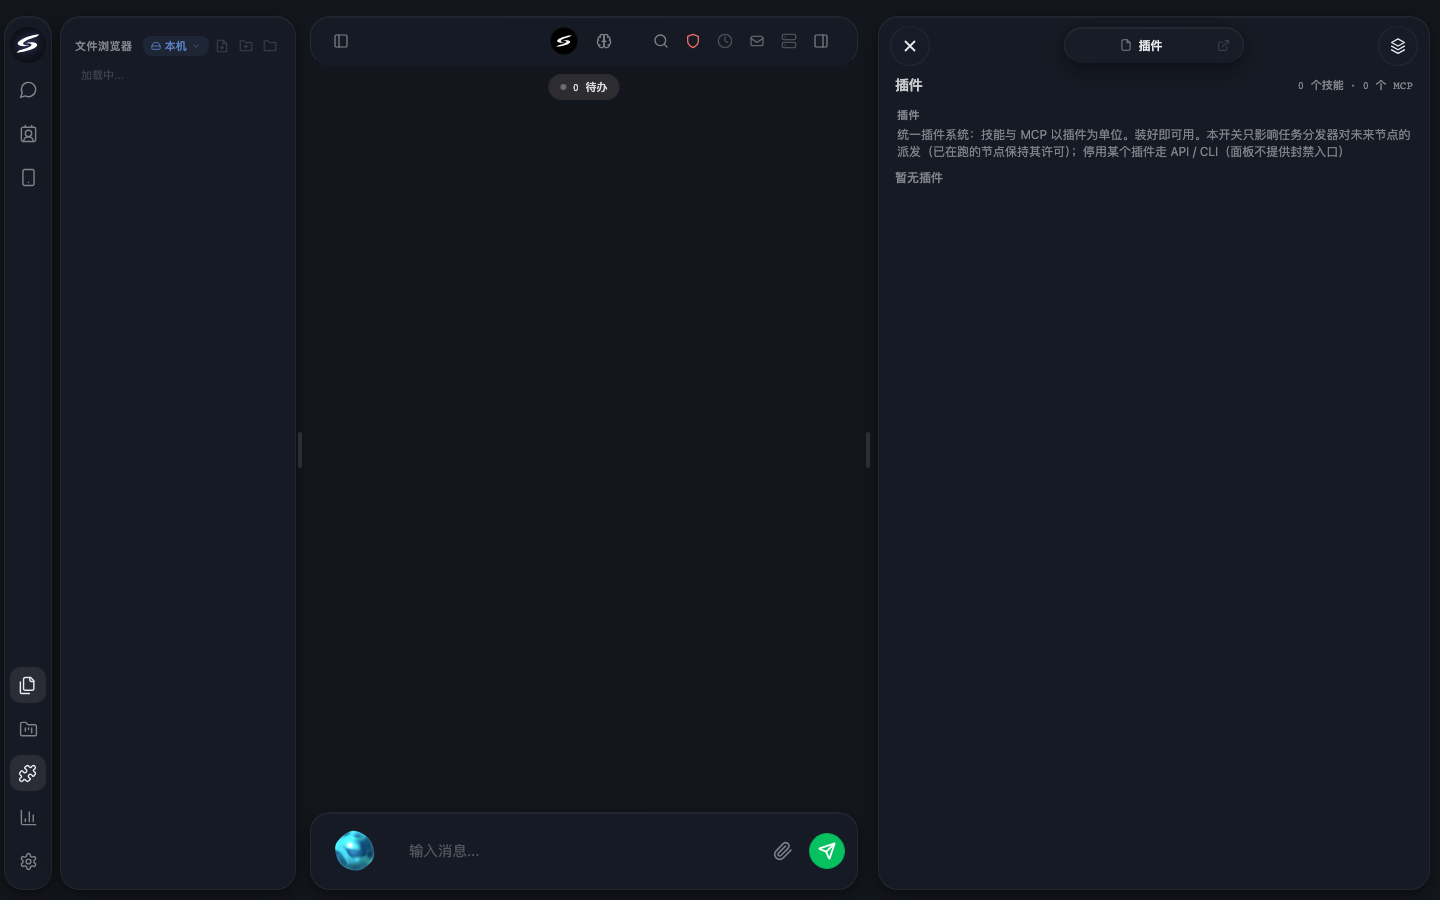 文件浏览器
本机
加载中...
0 待办
输入消息...
插件
插件
0 个技能 · 0 个 MCP
插件
统一插件系统：技能与 MCP 以插件为单位。装好即可用。本开关只影响任务分发器对未来节点的
派发（已在跑的节点保持其许可）；停用某个插件走 API / CLI（面板不提供封禁入口）
暂无插件